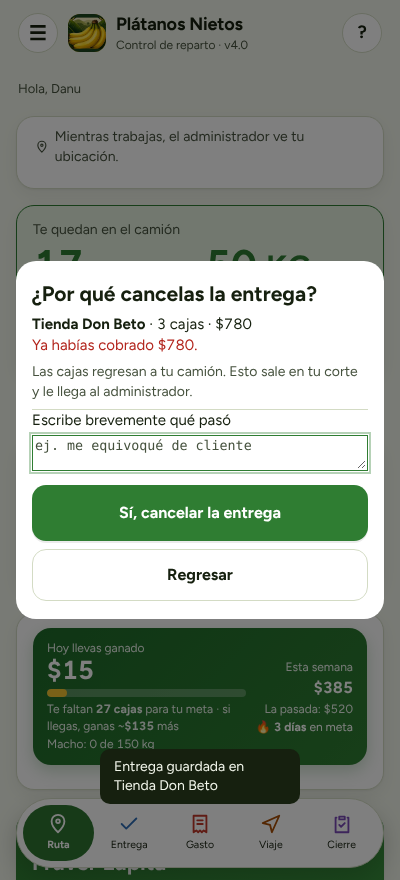 Plátanos Nietos
Control de reparto · v4.0
?
Hola, Danu
Mientras trabajas, el administrador ve tu
ubicación.
Te quedan en el camión
17
50 KG
¿Por qué cancelas la entrega?
Tienda Don Beto · 3 cajas · $780
Ya habías cobrado $780.
Las cajas regresan a tu camión. Esto sale en tu corte
y le llega al administrador.
Escribe brevemente qué pasó
ej. me equivoqué de cliente
Sí, cancelar la entrega
Regresar
Hoy llevas ganado
$15
Te faltan 27 cajas para tu meta · si
llegas, ganas ~$135 más
Macho: 0 de 150 kg
Esta semana
$385
La pasada: $520
🔥 3 días en meta
Entrega guardada en
Tienda Don Beto
Ruta
Entrega
Gasto
Viaje
Cierre